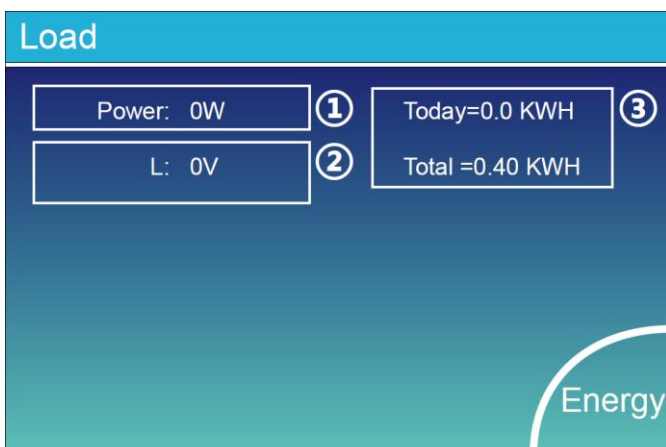 Load
Power: 0W ①
L: 0V ②
Today=0.0 KWH ③
Total =0.40 KWH
Energy